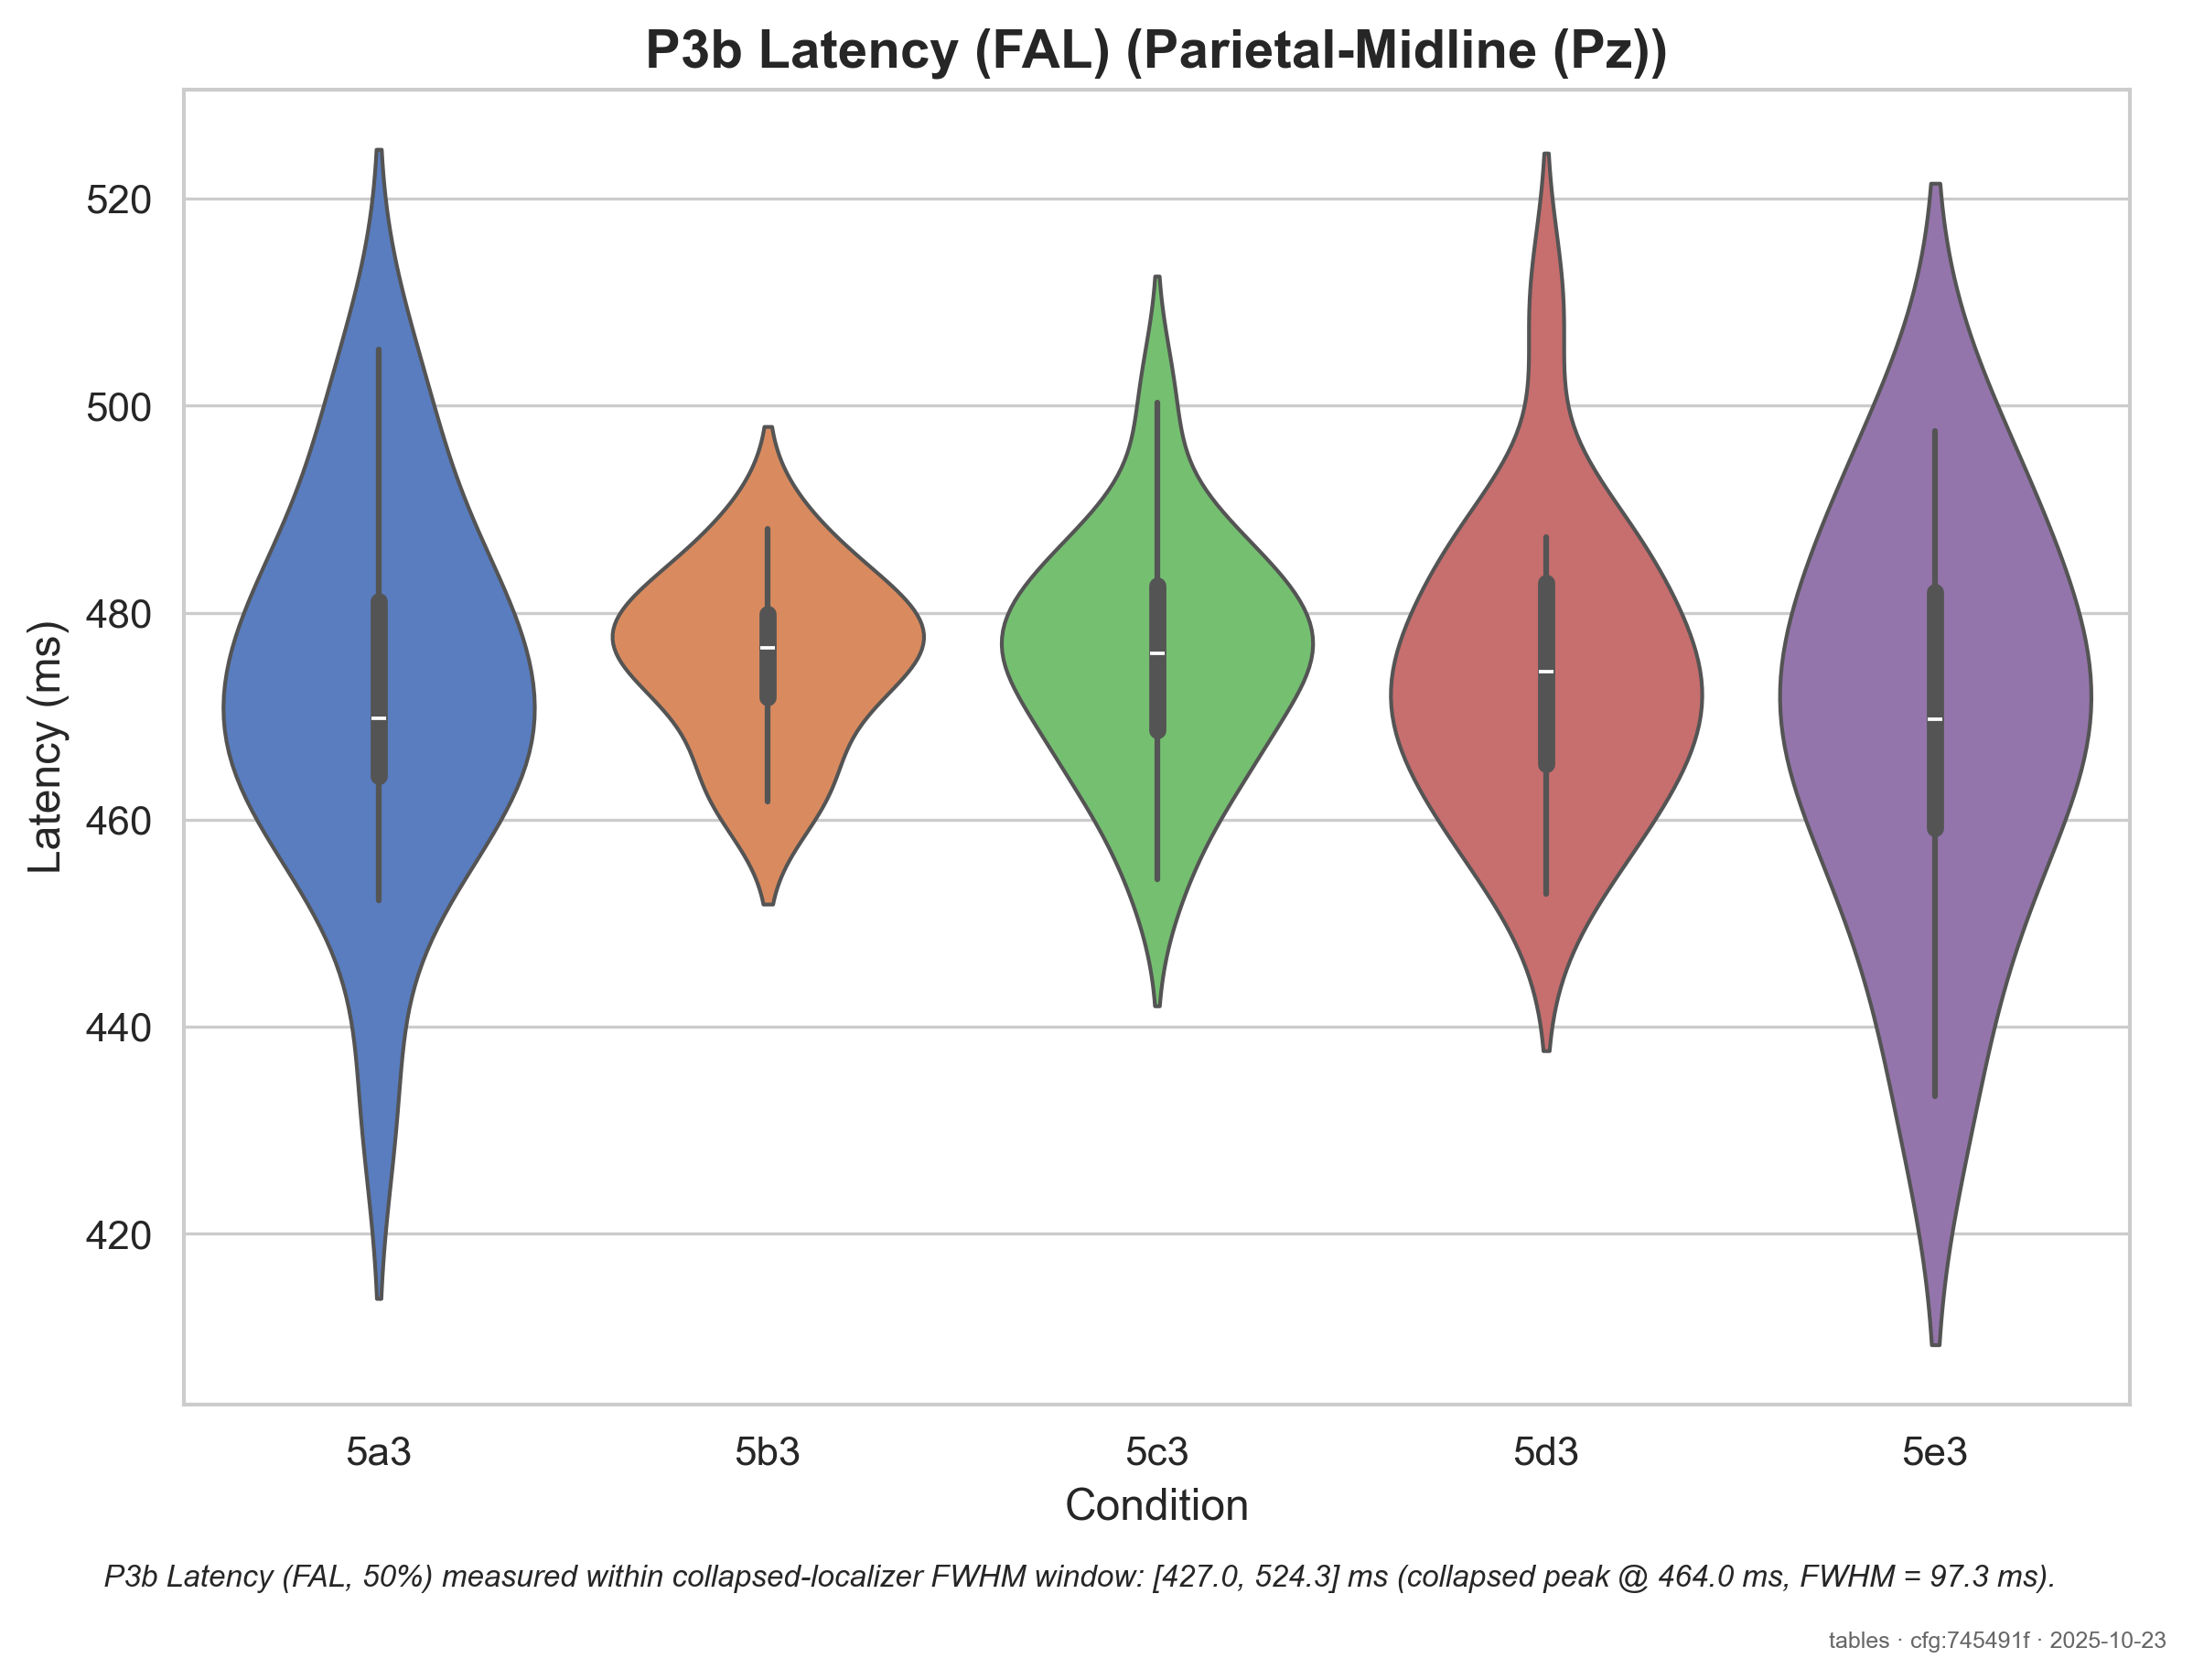 P3b Latency (FAL) (Parietal-Midline (Pz))
Latency (ms)
520
500
480
460
440
420
5a3 5b3 5c3 5d3 5e3
Condition
P3b Latency (FAL, 50%) measured within collapsed-localizer FWHM window: [427.0, 524.3] ms (collapsed peak @ 464.0 ms, FWHM = 97.3 ms).
tables · cfg:745491f · 2025-10-23